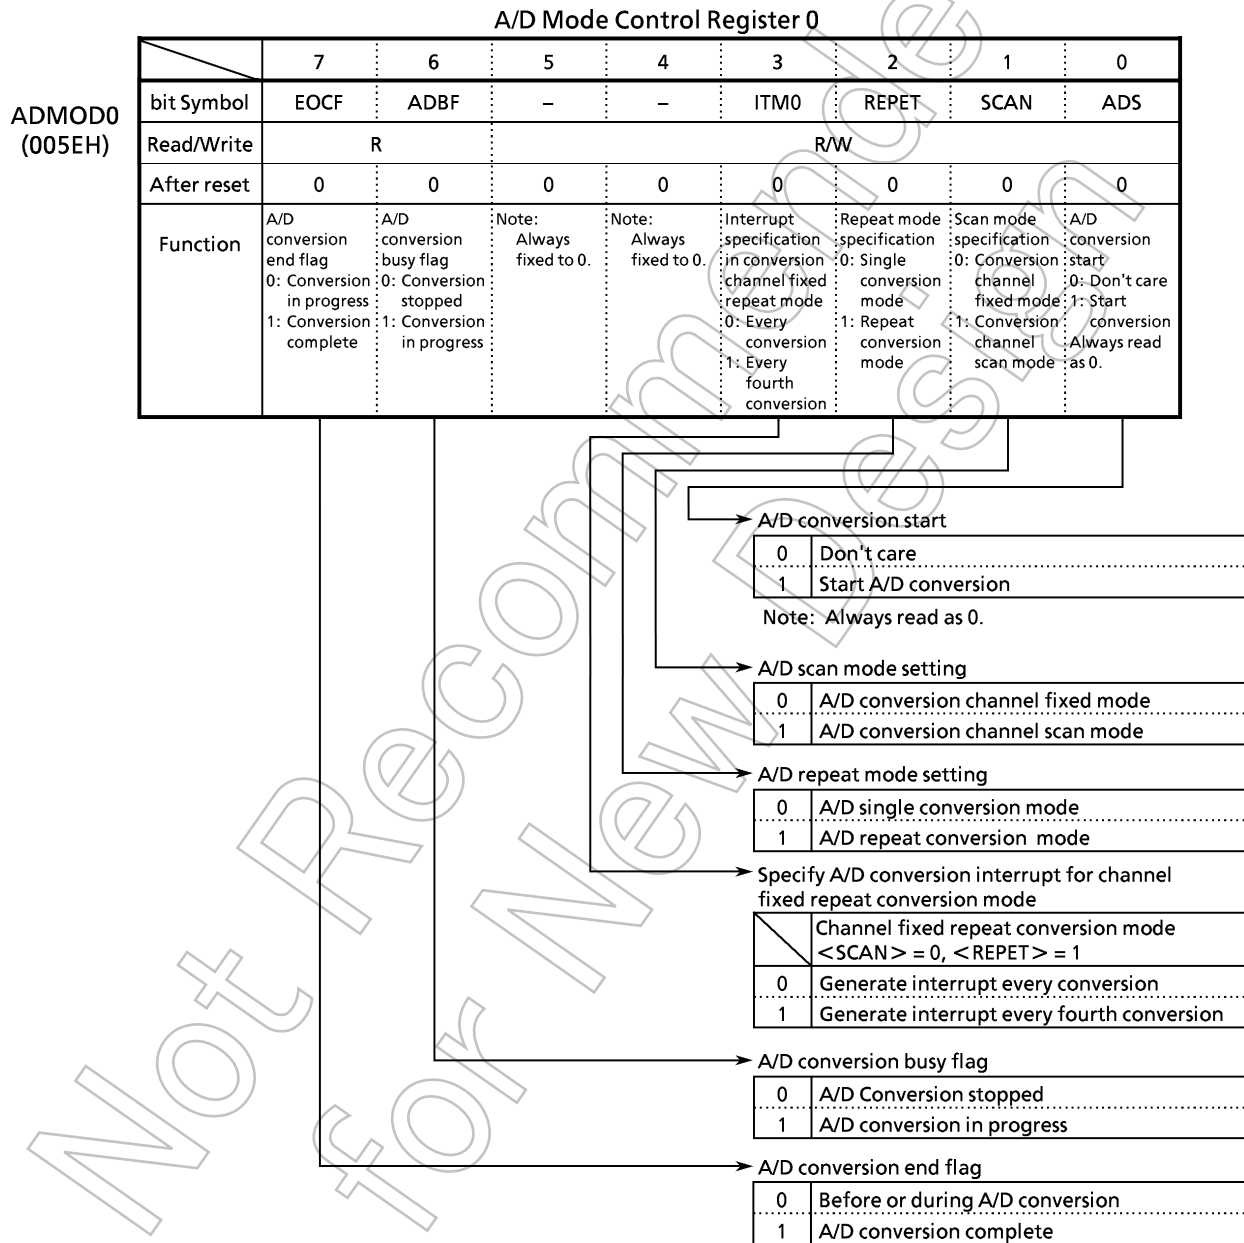 A/D Mode Control Register 0
7 6 5 4 3 2 1 0
ADMOD0
(005EH)
bit Symbol EOCF ADBF – – ITM0 REPET SCAN ADS
Read/Write R R/W
After reset 0 0 0 0 0 0 0 0
Function
A/D
conversion
end flag
0: Conversion
in progress
1: Conversion
complete
A/D
conversion
busy flag
0: Conversion
stopped
1: Conversion
in progress
Note:
Always
fixed to 0.
Note:
Always
fixed to 0.
Interrupt
specification
in conversion
channel fixed
repeat mode
0: Every
conversion
1: Every
fourth
conversion
Repeat mode
specification
0: Single
conversion
mode
1: Repeat
conversion
mode
Scan mode
specification
0: Conversion
channel
fixed mode
1: Conversion
channel
scan mode
A/D
conversion
start
0: Don't care
1: Start
conversion
Always read
as 0.
A/D conversion start
0 Don't care
1 Start A/D conversion
Note: Always read as 0.
A/D scan mode setting
0 A/D conversion channel fixed mode
1 A/D conversion channel scan mode
A/D repeat mode setting
0 A/D single conversion mode
1 A/D repeat conversion mode
Specify A/D conversion interrupt for channel
fixed repeat conversion mode
Channel fixed repeat conversion mode
<SCAN> = 0, <REPET> = 1
0 Generate interrupt every conversion
1 Generate interrupt every fourth conversion
A/D conversion busy flag
0 A/D Conversion stopped
1 A/D conversion in progress
A/D conversion end flag
0 Before or during A/D conversion
1 A/D conversion complete
Not Recommende
for New Design